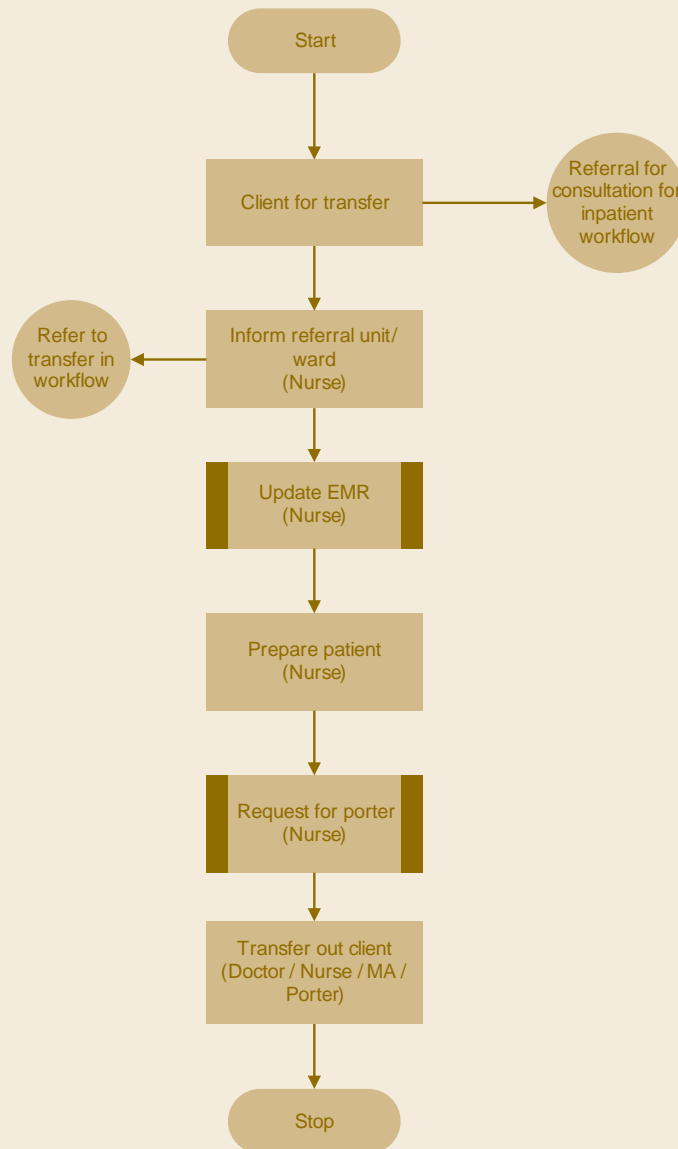 Start
Client for transfer
Referral for
consultation for
inpatient
workflow
Inform referral unit/
ward
(Nurse)
Refer to
transfer in
workflow
Update EMR
(Nurse)
Prepare patient
(Nurse)
Request for porter
(Nurse)
Transfer out client
(Doctor / Nurse / MA /
Porter)
Stop